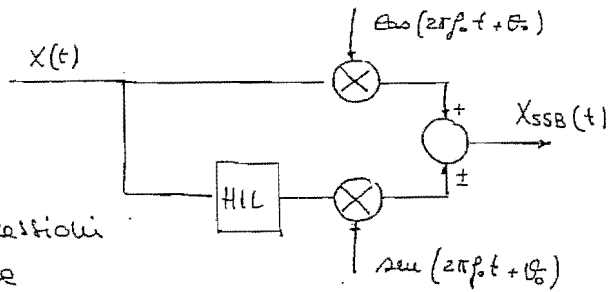 cos(2πf₀t + θ₀)
X(t)
+
X_SSB(t)
±
HIL
sen(2πf₀t + θ₀)